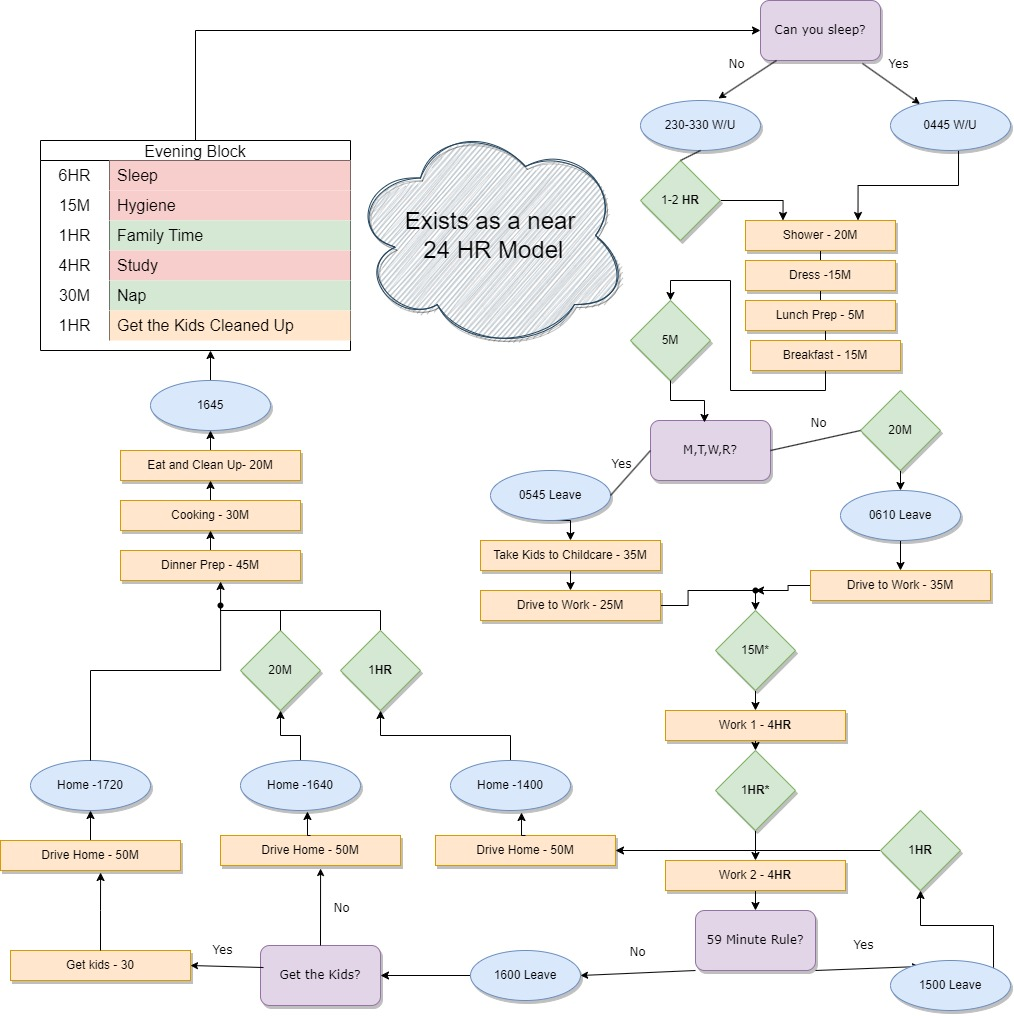 Can you sleep?
No
Yes
230-330 W/U
0445 W/U
Evening Block
6HR Sleep
15M Hygiene
1HR Family Time
4HR Study
30M Nap
1HR Get the Kids Cleaned Up
Exists as a near
24 HR Model
1-2 HR
Shower - 20M
Dress -15M
Lunch Prep - 5M
Breakfast - 15M
5M
M,T,W,R?
No
20M
Yes
0545 Leave
0610 Leave
Take Kids to Childcare - 35M
Drive to Work - 25M
Drive to Work - 35M
1645
Eat and Clean Up- 20M
Cooking - 30M
Dinner Prep - 45M
20M
1HR
15M*
Work 1 - 4HR
1HR*
Home -1720
Home -1640
Home -1400
Drive Home - 50M
Drive Home - 50M
Drive Home - 50M
1HR
Work 2 - 4HR
59 Minute Rule?
No
Yes
No
Yes
Get kids - 30
Get the Kids?
1600 Leave
1500 Leave